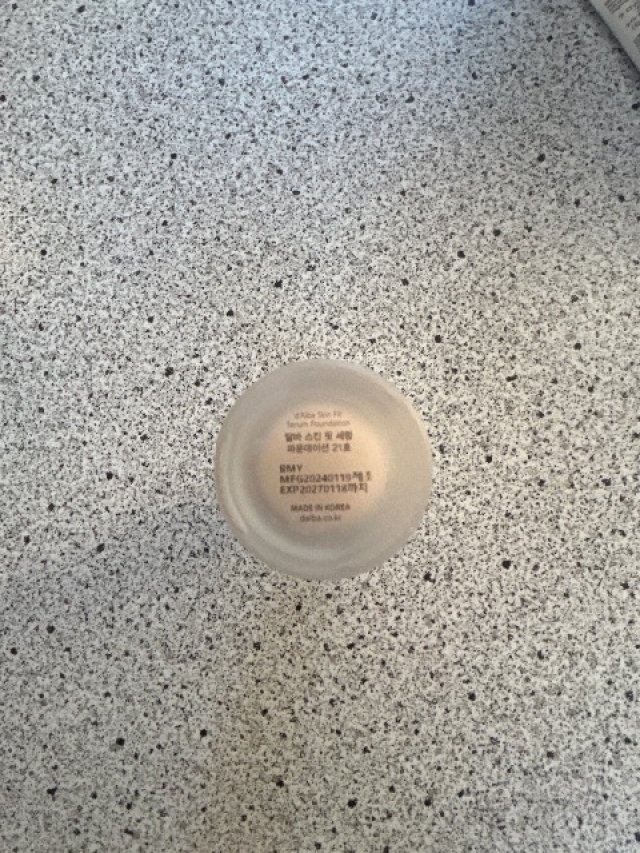 d'Alba Skin Fit
Serum Foundation
달바 스킨 핏 세럼
파운데이션 21호
BMY
MFG20240119제조
EXP20270118까지
MADE IN KOREA
dalba.co.kr